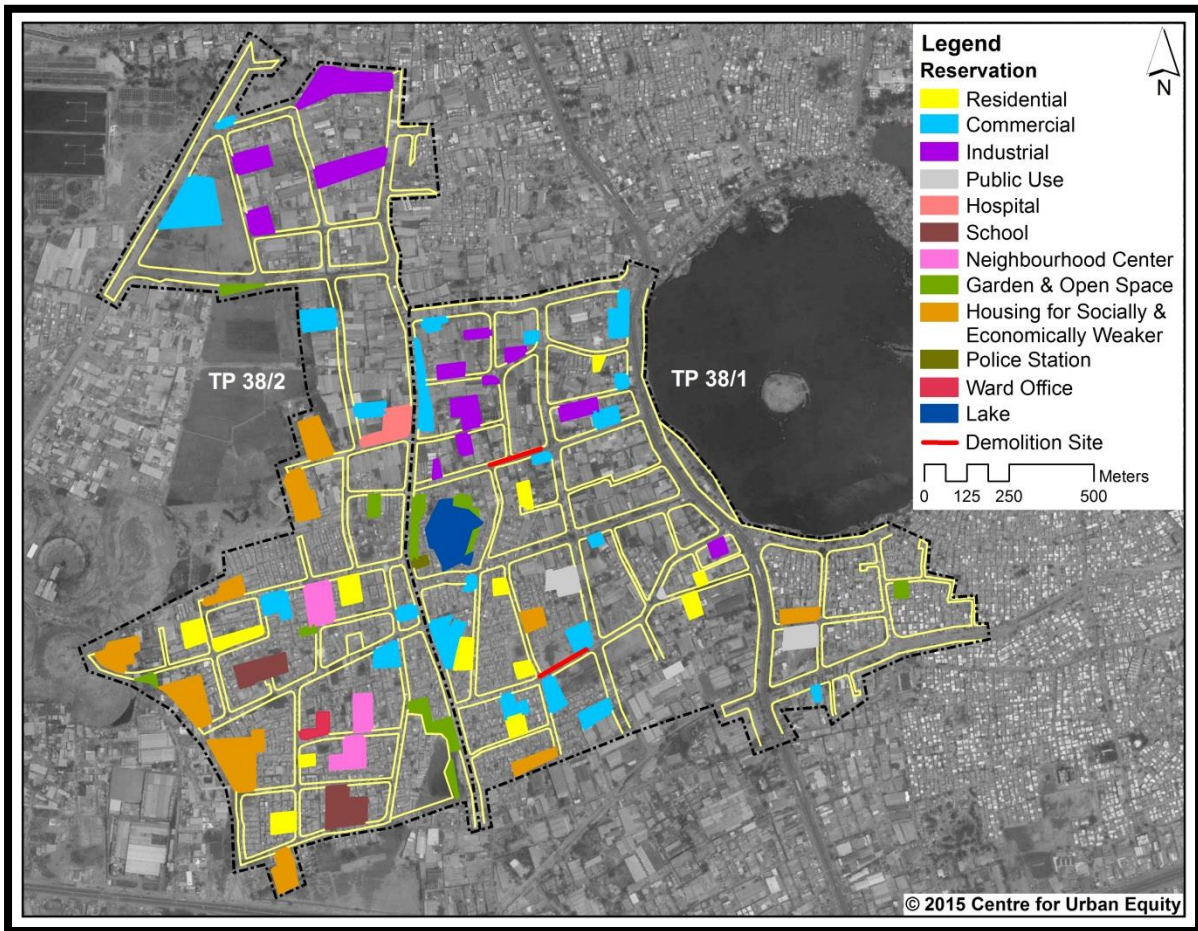 Legend
Reservation
N
Residential
Commercial
Industrial
Public Use
Hospital
School
Neighbourhood Center
Garden & Open Space
Housing for Socially &
Economically Weaker
Police Station
Ward Office
Lake
Demolition Site
Meters
0 125 250 500
TP 38/2
TP 38/1
© 2015 Centre for Urban Equity